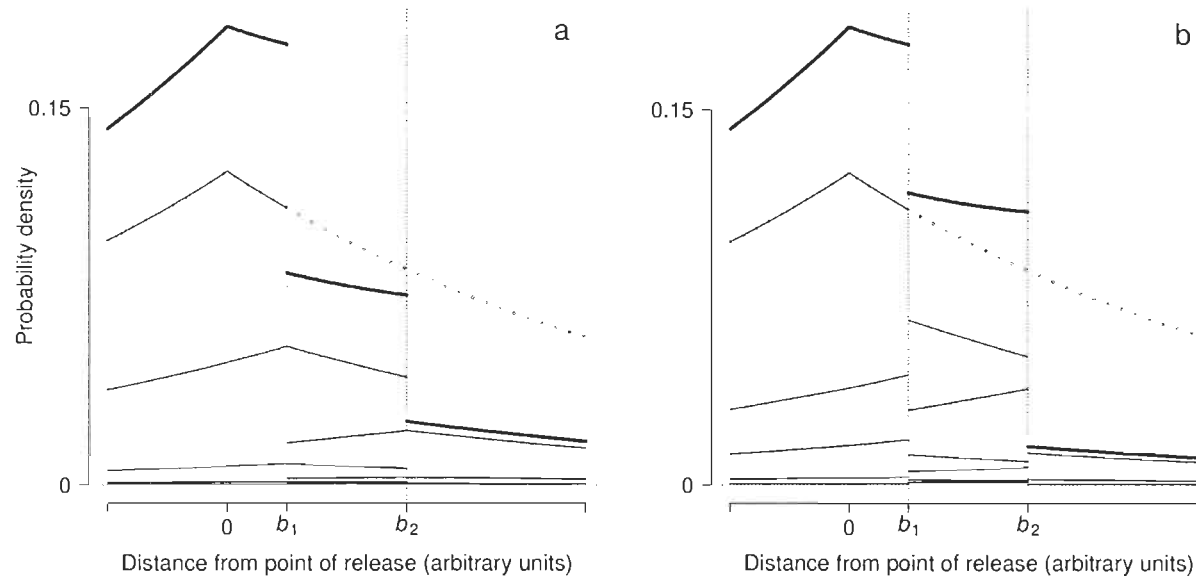 a
b
0.15
0.15
Probability density
0
0
0 b₁ b₂
0 b₁ b₂
Distance from point of release (arbitrary units)
Distance from point of release (arbitrary units)